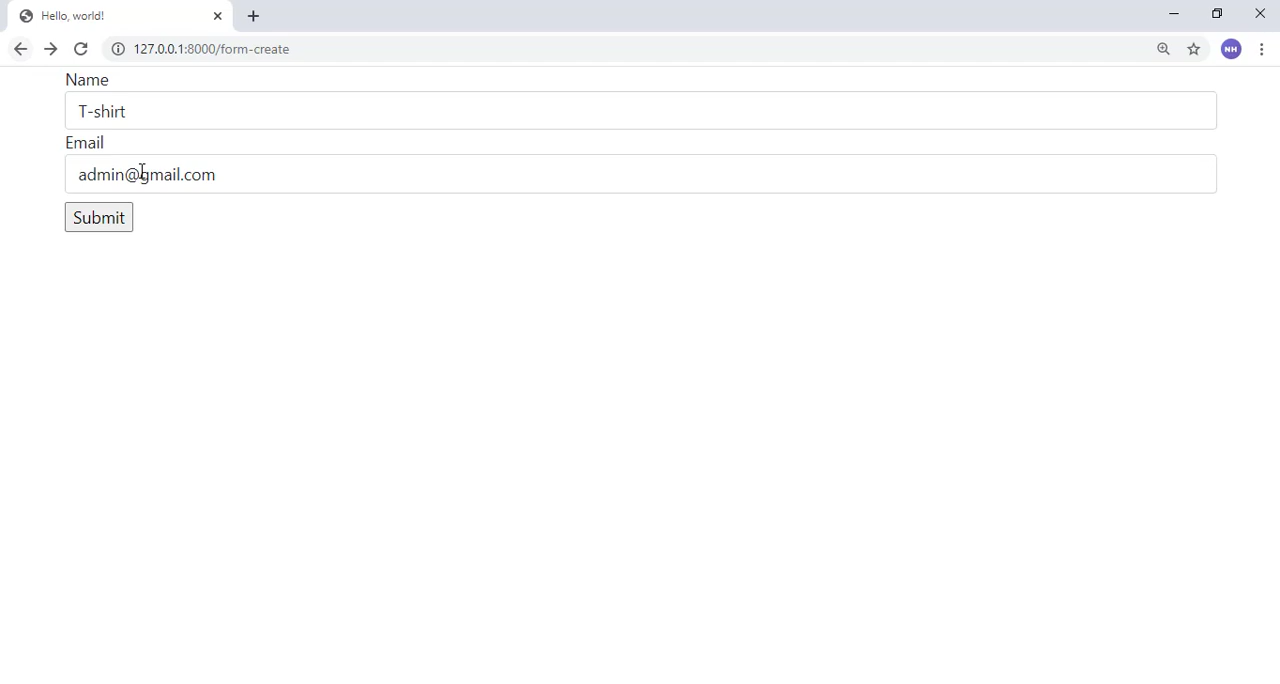 Hello, world!
127.0.0.1:8000/form-create
NH
Name
T-shirt
Email
admin@gmail.com
Submit